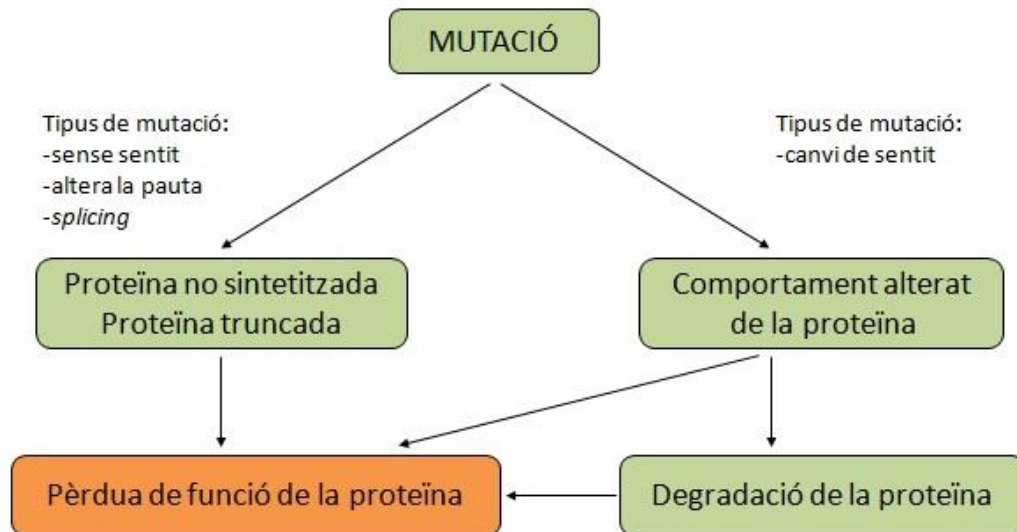 MUTACIÓ
Tipus de mutació:
-sense sentit
-altera la pauta
-splicing
Tipus de mutació:
-canvi de sentit
Proteïna no sintetitzada
Proteïna truncada
Comportament alterat
de la proteïna
Pèrdua de funció de la proteïna
Degradació de la proteïna